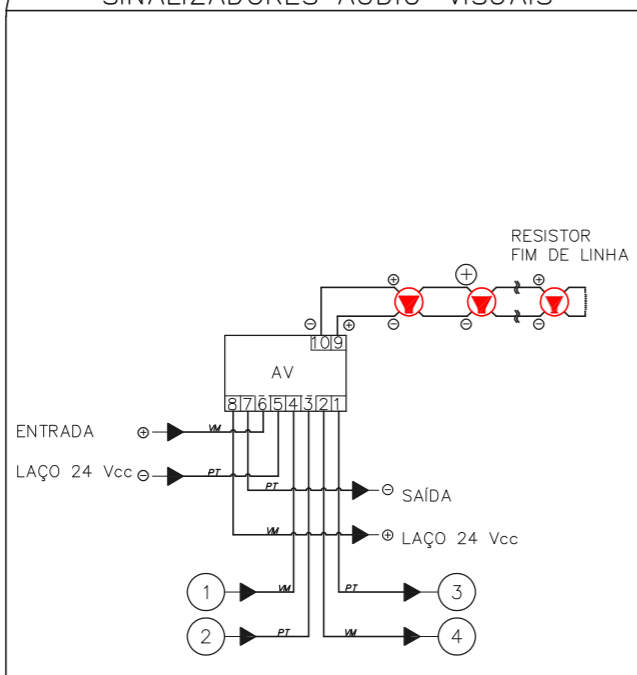 SINALIZADORES AUDIO-VISUAIS
RESISTOR
FIM DE LINHA
10 9
AV
8 7 6 5 4 3 2 1
ENTRADA
VM
LAÇO 24 Vcc
PT
PT
SAÍDA
VM
LAÇO 24 Vcc
1
VM
PT
3
2
PT
VM
4